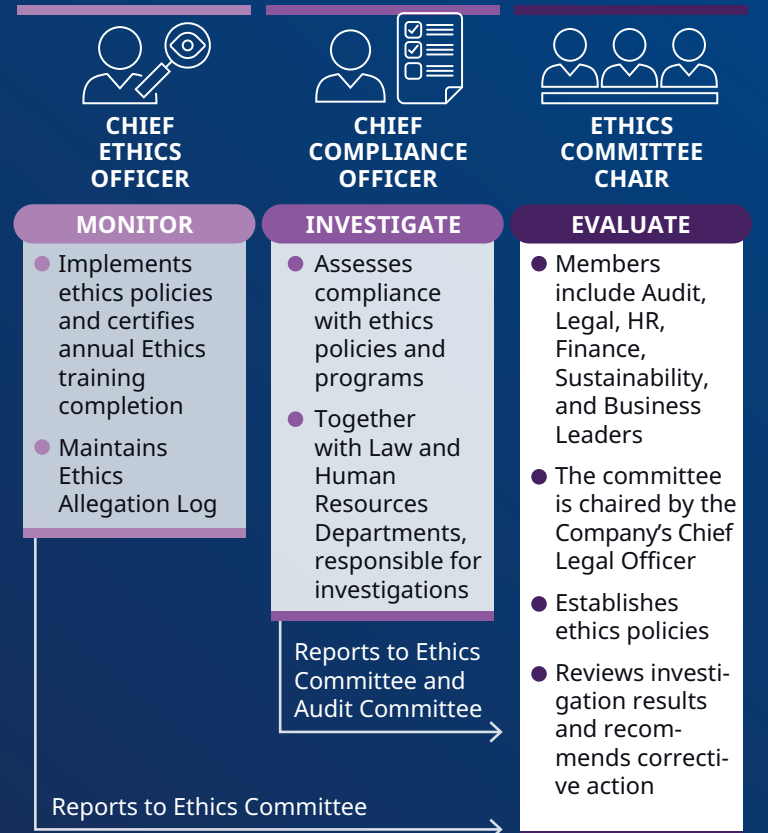 CHIEF
ETHICS
OFFICER
MONITOR
Implements
ethics policies
and certifies
annual Ethics
training
completion
Maintains
Ethics
Allegation Log
Reports to Ethics Committee
CHIEF
COMPLIANCE
OFFICER
INVESTIGATE
Assesses
compliance
with ethics
policies and
programs
Together
with Law and
Human
Resources
Departments,
responsible for
investigations
Reports to Ethics
Committee and
Audit Committee
ETHICS
COMMITTEE
CHAIR
EVALUATE
Members
include Audit,
Legal, HR,
Finance,
Sustainability,
and Business
Leaders
The committee
is chaired by the
Company’s Chief
Legal Officer
Establishes
ethics policies
Reviews investi-
gation results
and recom-
mends correcti-
ve action